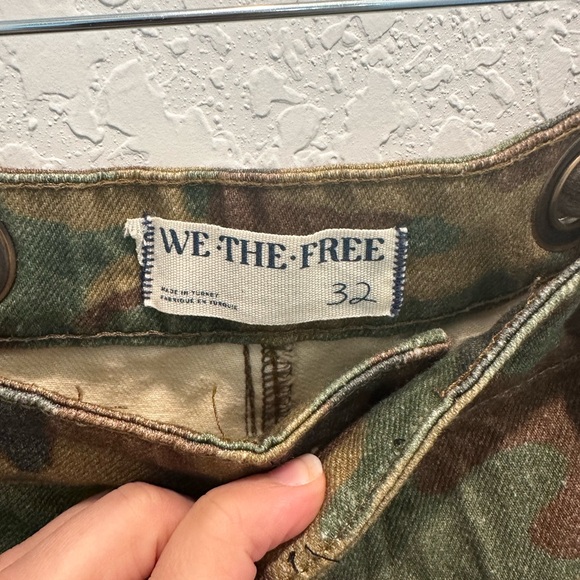 WE·THE·FREE
MADE IN TURKEY
FABRIQUÉ EN TURQUIE
32